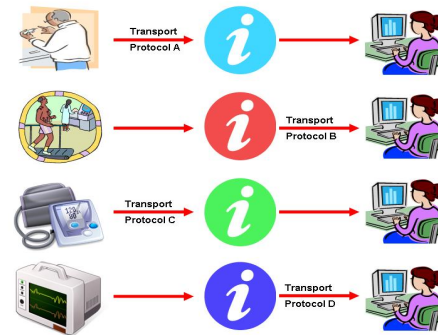 Transport
Protocol A
i
i
Transport
Protocol B
Transport
Protocol C
i
i
Transport
Protocol D